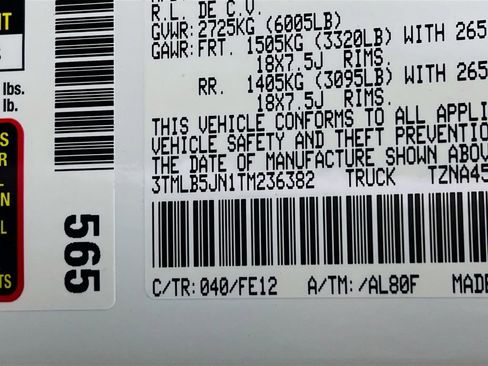 R.L. DE C.V.
GVWR: 2725KG (6005LB)
GAWR: FRT. 1505KG (3320LB) WITH 265
18X7.5J RIMS.
RR. 1405KG (3095LB) WITH 265
18X7.5J RIMS.
THIS VEHICLE CONFORMS TO ALL APPLI
VEHICLE SAFETY AND THEFT PREVENTIO
THE DATE OF MANUFACTURE SHOWN ABOV
3TMLB5JN1TM236382 TRUCK TZNA45
C/TR: 040/FE12 A/TM: /AL80F MADE
lbs.
lb.
565